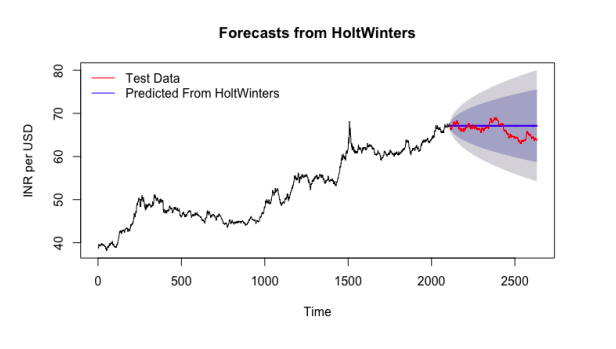 Forecasts from HoltWinters
Test Data
Predicted From HoltWinters
INR per USD
80
70
60
50
40
0 500 1000 1500 2000 2500
Time